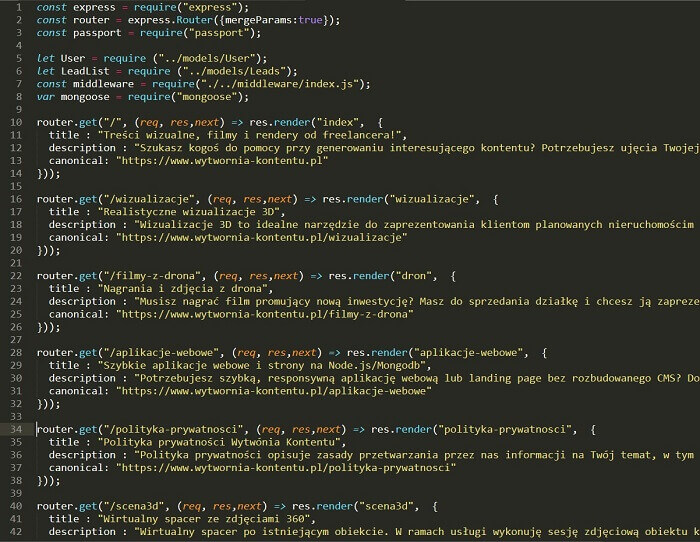 1 const express = require("express");
2 const router = express.Router({mergeParams:true});
3 const passport = require("passport");
4
5 let User = require ("../models/User");
6 let LeadList = require ("../models/Leads");
7 const middleware = require("./../middleware/index.js");
8 var mongoose = require("mongoose");
9
10 router.get("/", (req, res,next) => res.render("index",  {
11 title : "Treści wizualne, filmy i rendery od freelancera!",
12 description : "Szukasz kogoś do pomocy przy generowaniu interesującego kontentu? Potrzebujesz ujęcia Twojej
13 canonical: "https://www.wytwornia-kontentu.pl"
14 }));
15
16 router.get("/wizualizacje", (req, res,next) => res.render("wizualizacje",  {
17 title : "Realistyczne wizualizacje 3D",
18 description : "Wizualizacje 3D to idealne narzędzie do zaprezentowania klientom planowanych nieruchomości m
19 canonical: "https://www.wytwornia-kontentu.pl/wizualizacje"
20 }));
21
22 router.get("/filmy-z-drona", (req, res,next) => res.render("dron",  {
23 title : "Nagrania i zdjęcia z drona",
24 description : "Musisz nagrać film promujący nową inwestycję? Masz do sprzedania działkę i chcesz ją zapreze
25 canonical: "https://www.wytwornia-kontentu.pl/filmy-z-drona"
26 }));
27
28 router.get("/aplikacje-webowe", (req, res,next) => res.render("aplikacje-webowe",  {
29 title : "Szybkie aplikacje webowe i strony na Node.js/Mongodb",
30 description : "Potrzebujesz szybką, responsywną aplikację webową lub landing page bez rozbudowanego CMS? Do
31 canonical: "https://www.wytwornia-kontentu.pl/aplikacje-webowe"
32 }));
33
34 router.get("/polityka-prywatnosci", (req, res,next) => res.render("polityka-prywatnosci",  {
35 title : "Polityka prywatności Wytwónia Kontentu",
36 description : "Polityka prywatności opisuje zasady przetwarzania przez nas informacji na Twój temat, w tym
37 canonical: "https://www.wytwornia-kontentu.pl/polityka-prywatnosci"
38 }));
39
40 router.get("/scena3d", (req, res,next) => res.render("scena3d",  {
41 title : "Wirtualny spacer ze zdjęciami 360",
42 description : "Wirtualny spacer po istniejącym obiekcie. W ramach usługi wykonuję sesję zdjęciową obiektu k